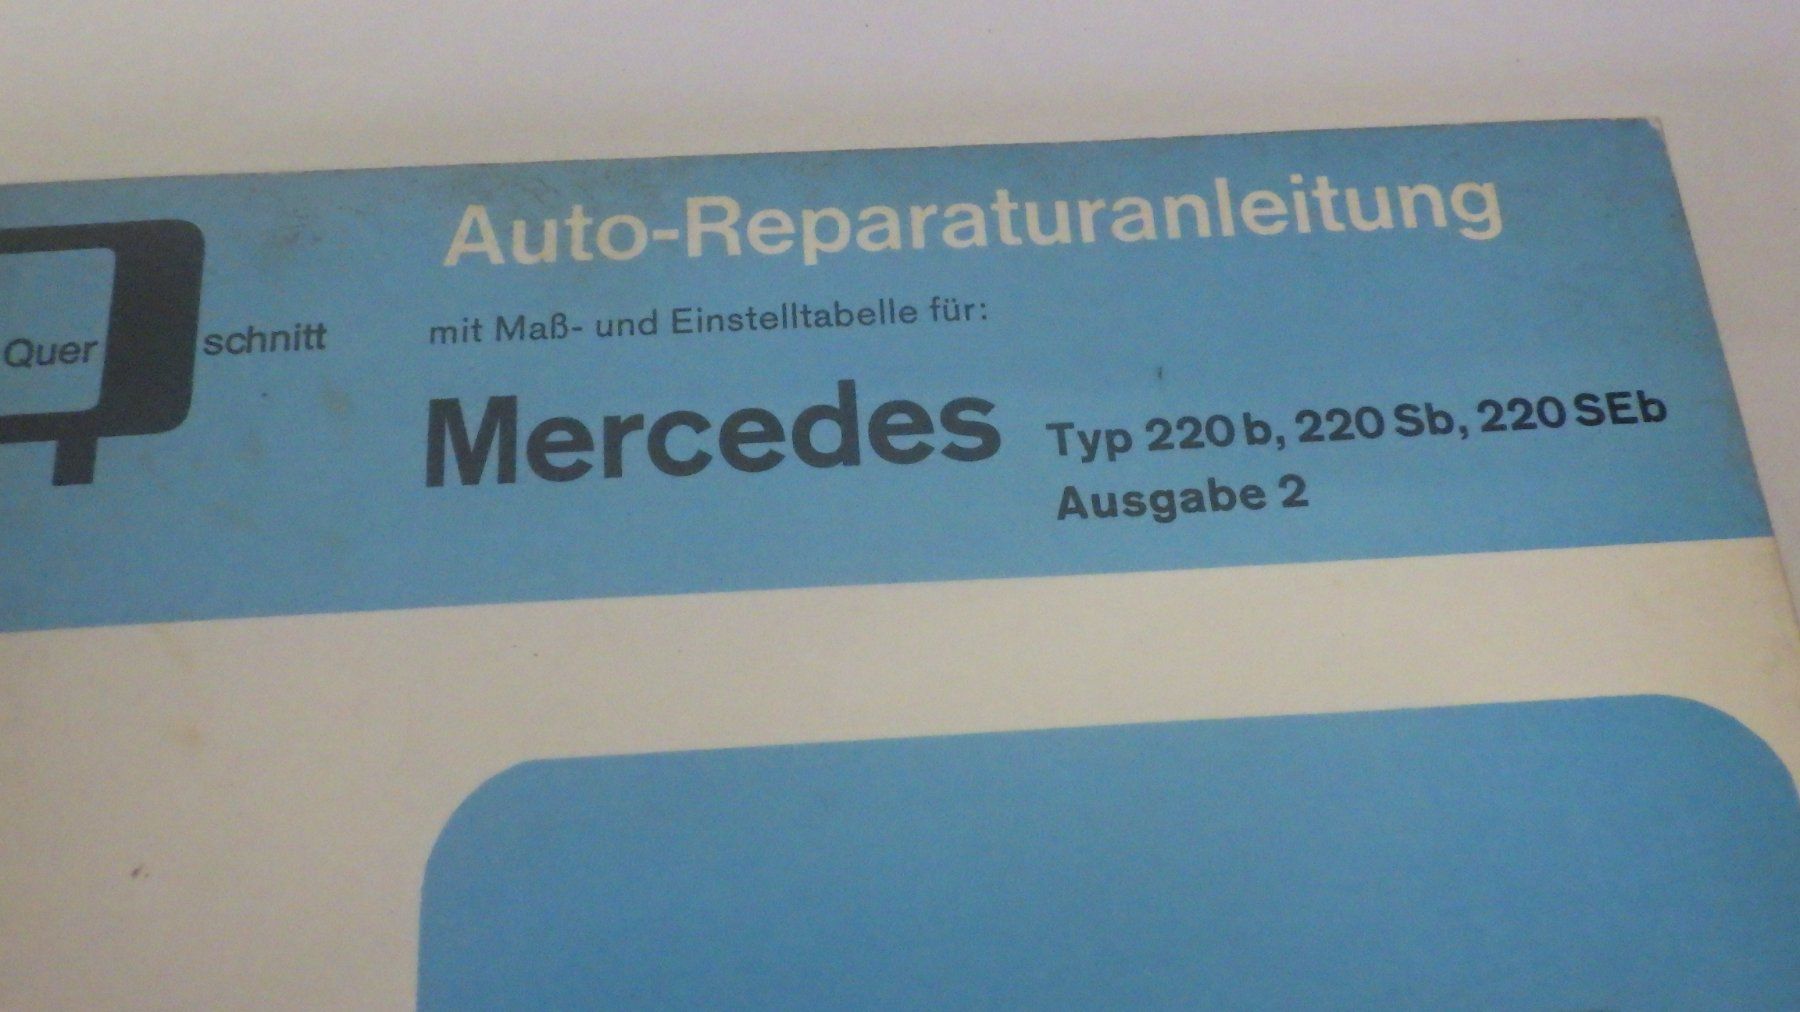 Auto-Reparaturanleitung
Quer schnitt
mit Maß- und Einstelltabelle für:
Mercedes Typ 220 b, 220 Sb, 220 SEb
Ausgabe 2